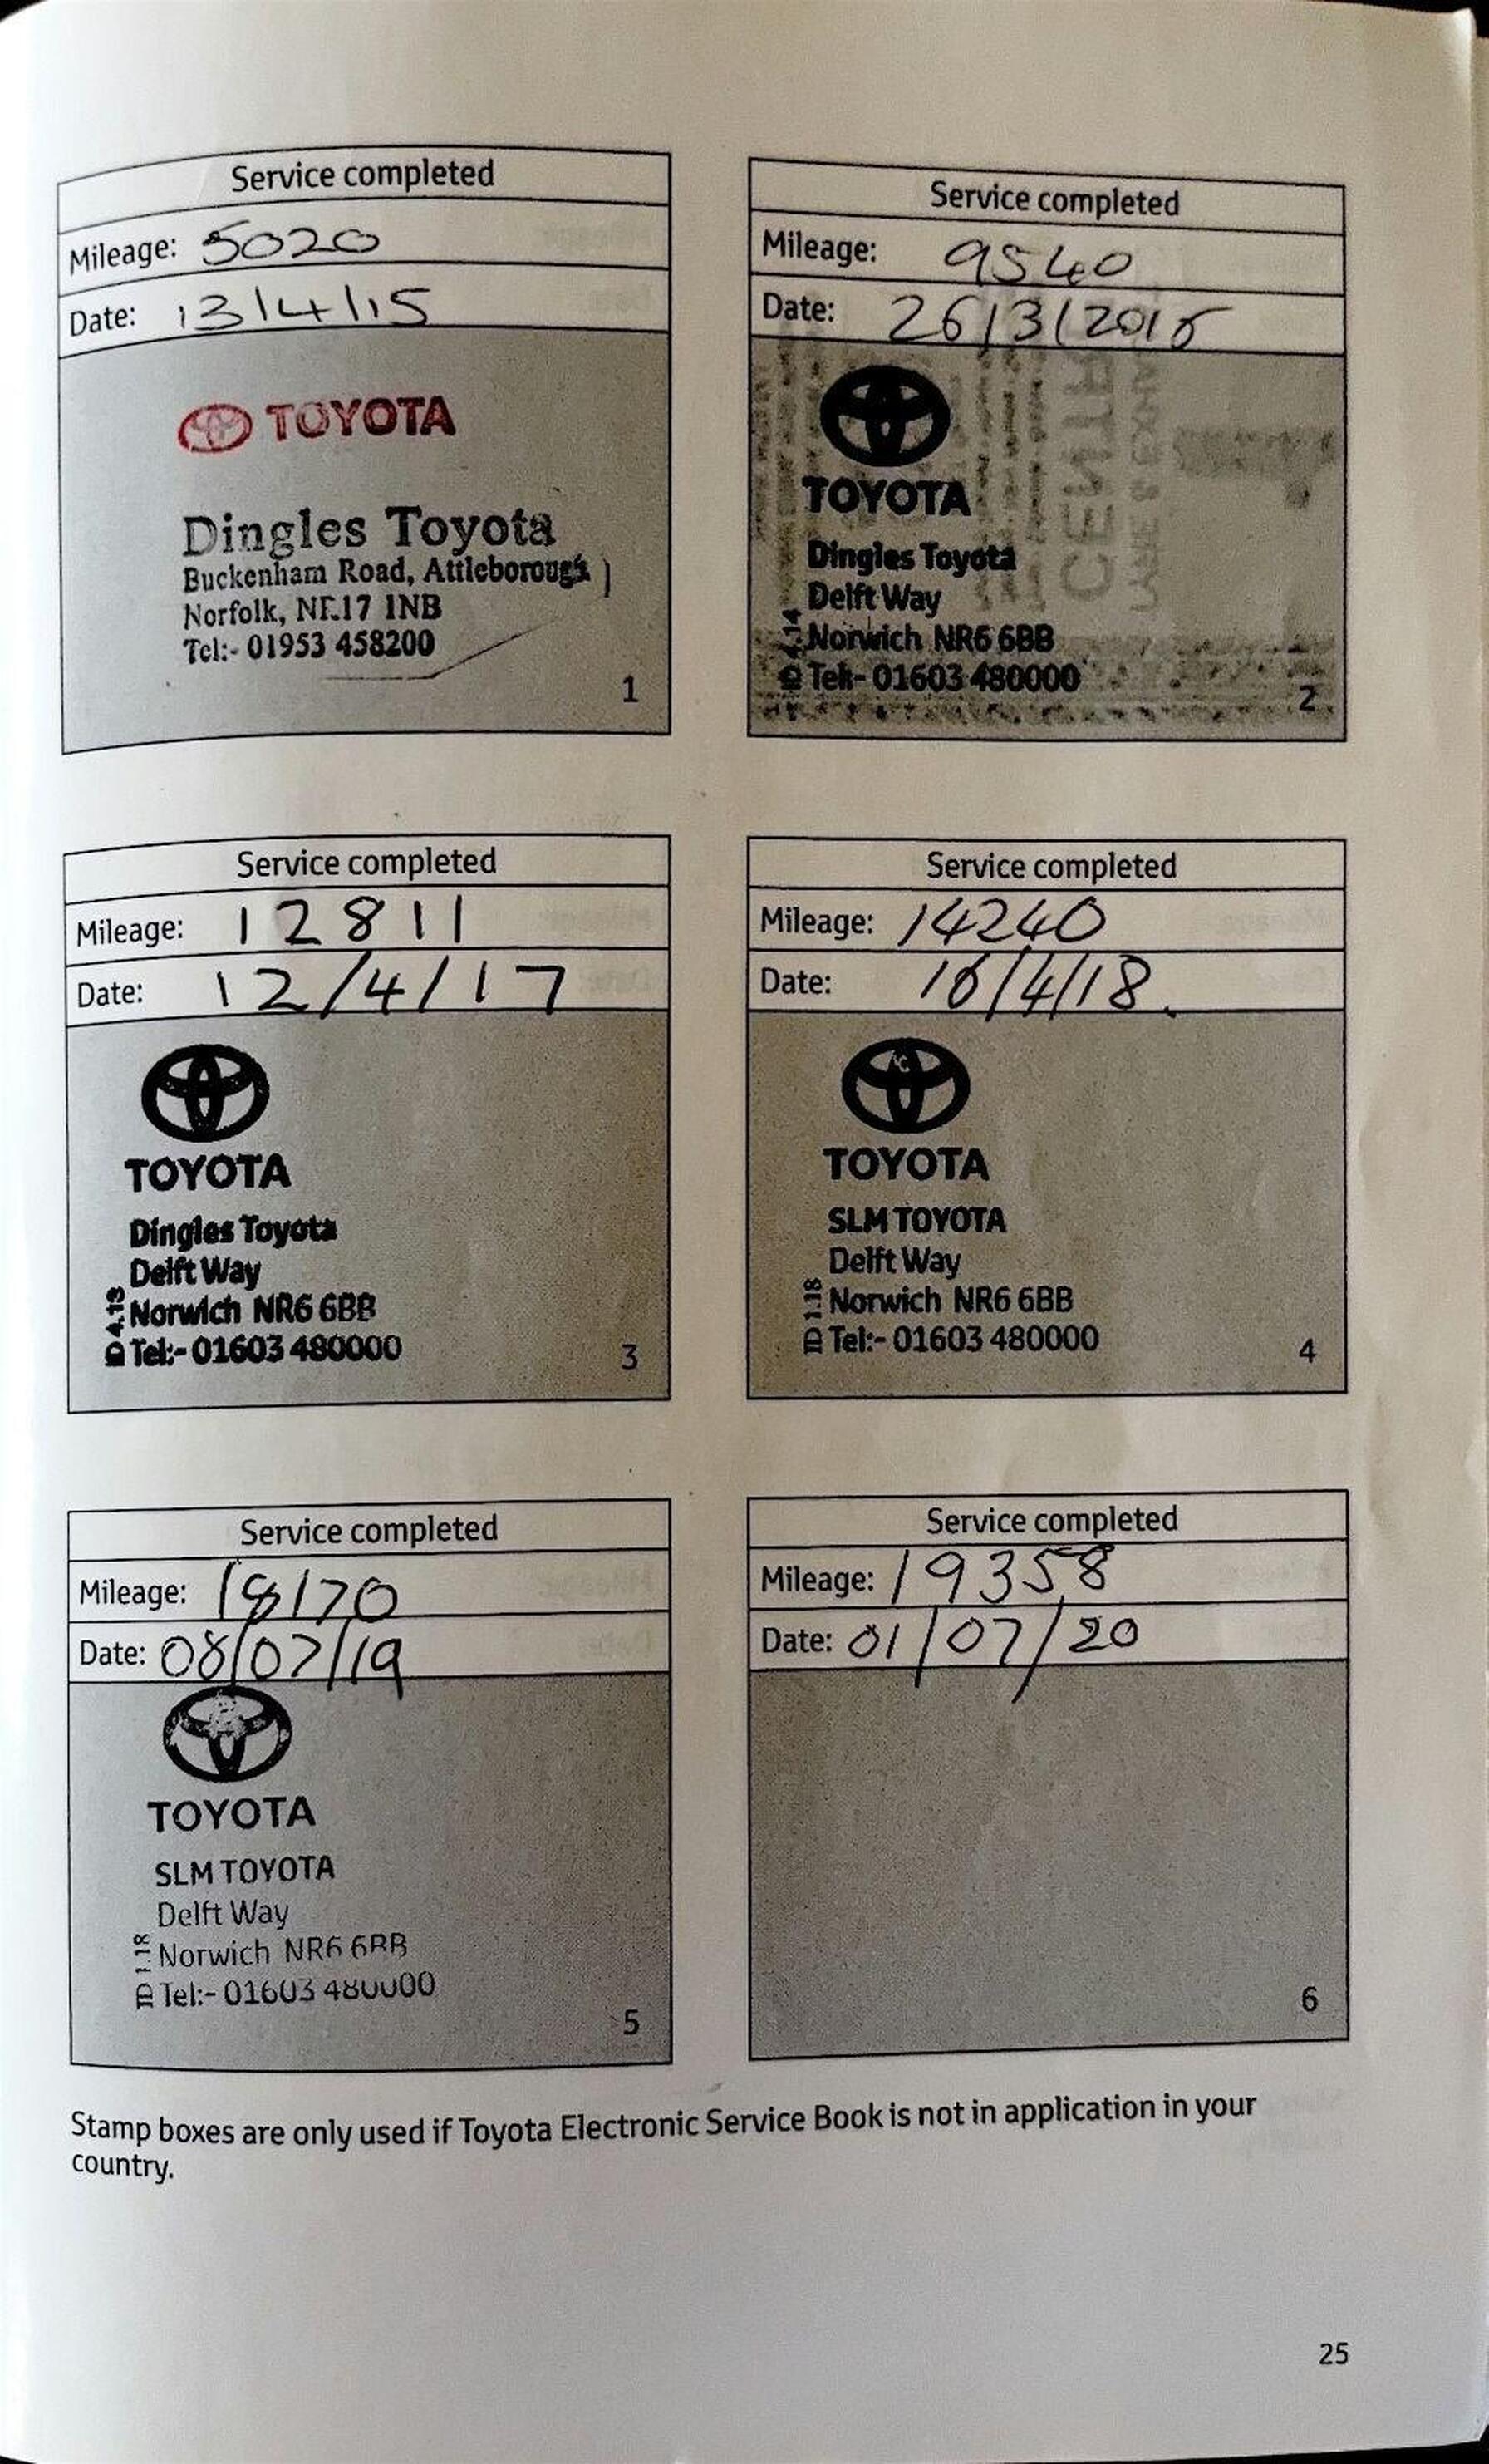 Service completed
Mileage: 5020
Date: 13/4/15
TOYOTA
Dingles Toyota
Buckenham Road, Attleborough
Norfolk, NR17 1NB
Tel:- 01953 458200
1
Service completed
Mileage: 9540
Date: 26/3/2016
TOYOTA
Dingles Toyota
Delft Way
Norwich NR6 6BB
Tel:- 01603 480000
CENTR
TYRE & EXHA
2
Service completed
Mileage: 12811
Date: 12/4/17
TOYOTA
Dingles Toyota
Delft Way
Norwich NR6 6BB
Tel:- 01603 480000
ID 4:13
3
Service completed
Mileage: 14240
Date: 16/4/18.
TOYOTA
SLM TOYOTA
Delft Way
Norwich NR6 6BB
Tel:- 01603 480000
ID 1:18
4
Service completed
Mileage: 18170
Date: 08/07/19
TOYOTA
SLM TOYOTA
Delft Way
Norwich NR6 6BB
Tel:- 01603 480000
ID 1:18
5
Service completed
Mileage: 19358
Date: 01/07/20
6
Stamp boxes are only used if Toyota Electronic Service Book is not in application in your
country.
25